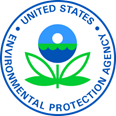 UNITED STATES
ENVIRONMENTAL PROTECTION AGENCY